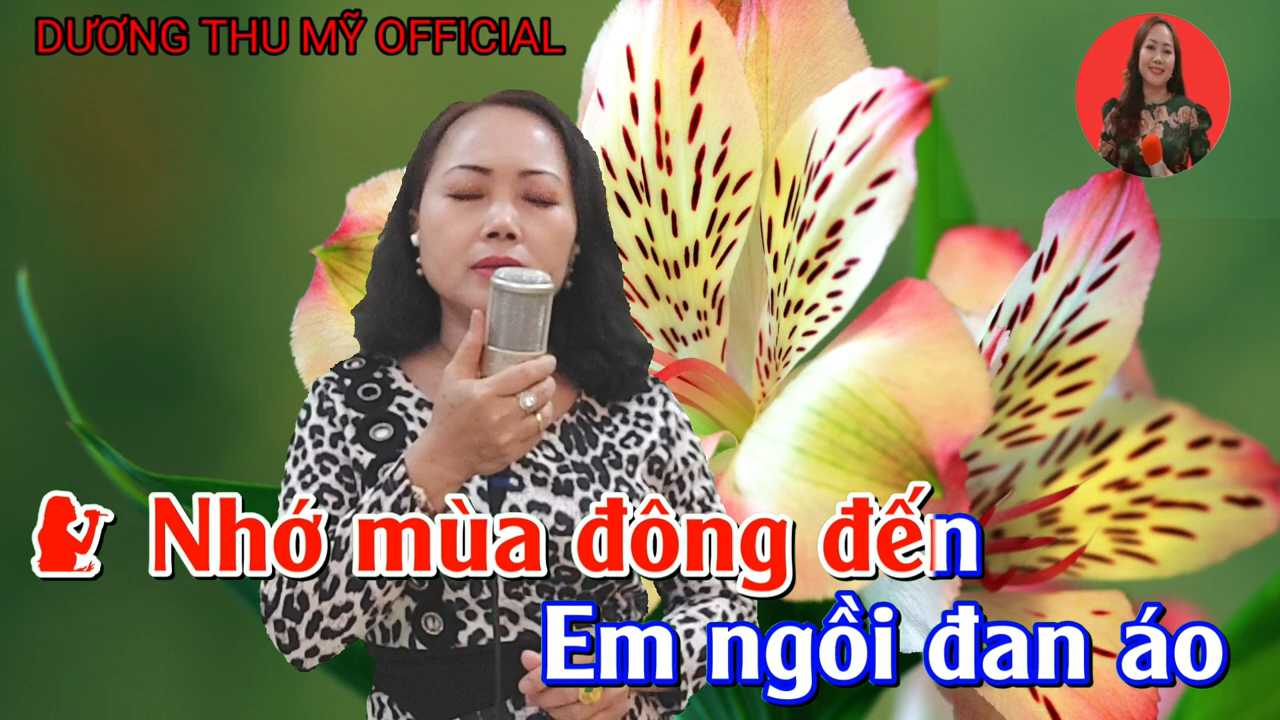 DƯƠNG THU MỸ OFFICIAL
Nhớ mùa đông đến
Em ngồi đan áo